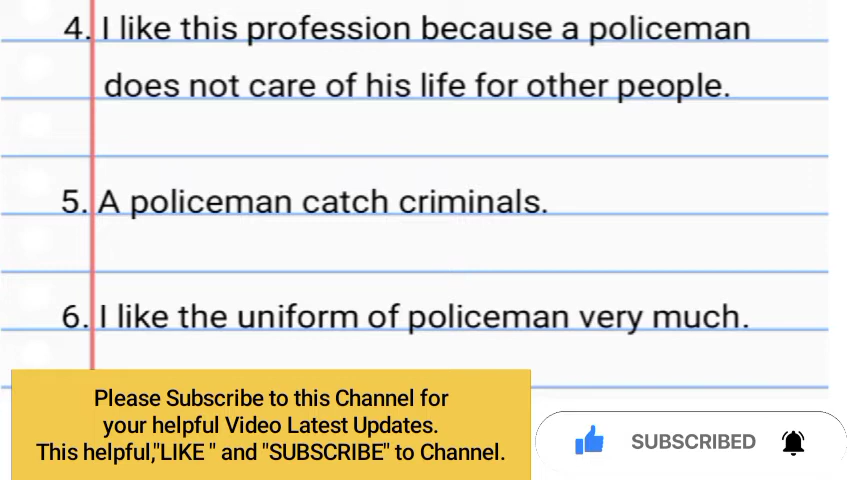 4. I like this profession because a policeman
does not care of his life for other people.
5. A policeman catch criminals.
6. I like the uniform of policeman very much.
Please Subscribe to this Channel for
your helpful Video Latest Updates.
This helpful,"LIKE " and "SUBSCRIBE" to Channel.
SUBSCRIBED